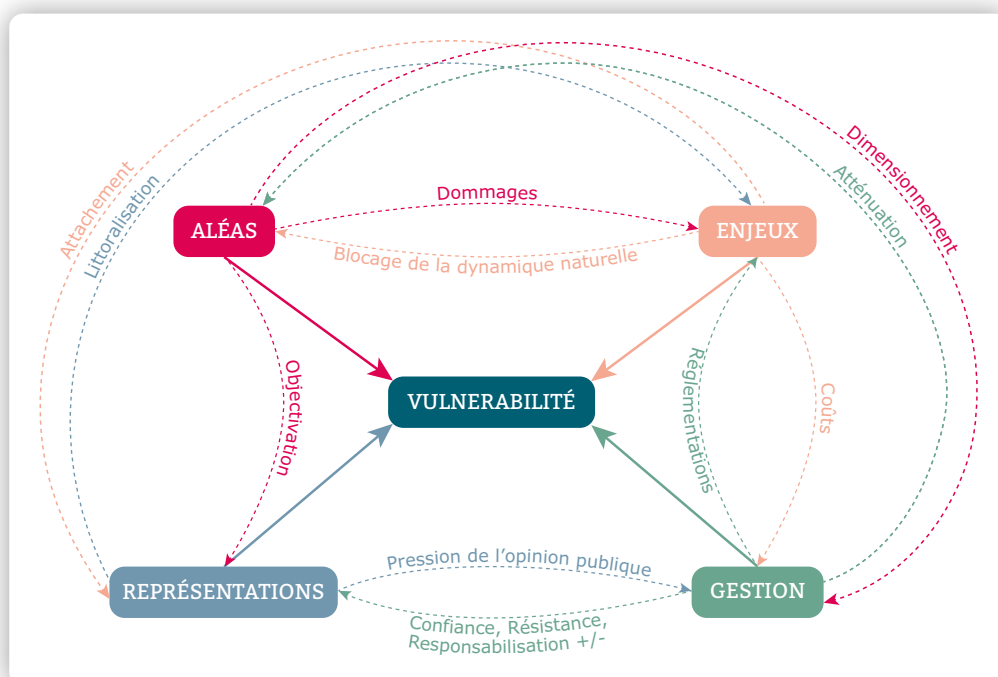 Attachement
Littoralisation
Dimensionnement
Atténuation
Dommages
ALÉAS
ENJEUX
Blocage de la dynamique naturelle
Objectivation
Réglementations
Coûts
VULNERABILITÉ
Pression de l’opinion publique
REPRÉSENTATIONS
GESTION
Confiance, Résistance,
Responsabilisation +/-